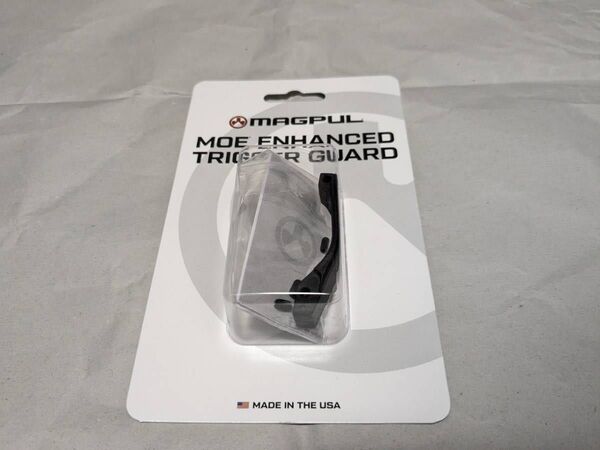 MAGPUL
MOE ENHANCED
TRIGGER GUARD
MADE IN THE USA